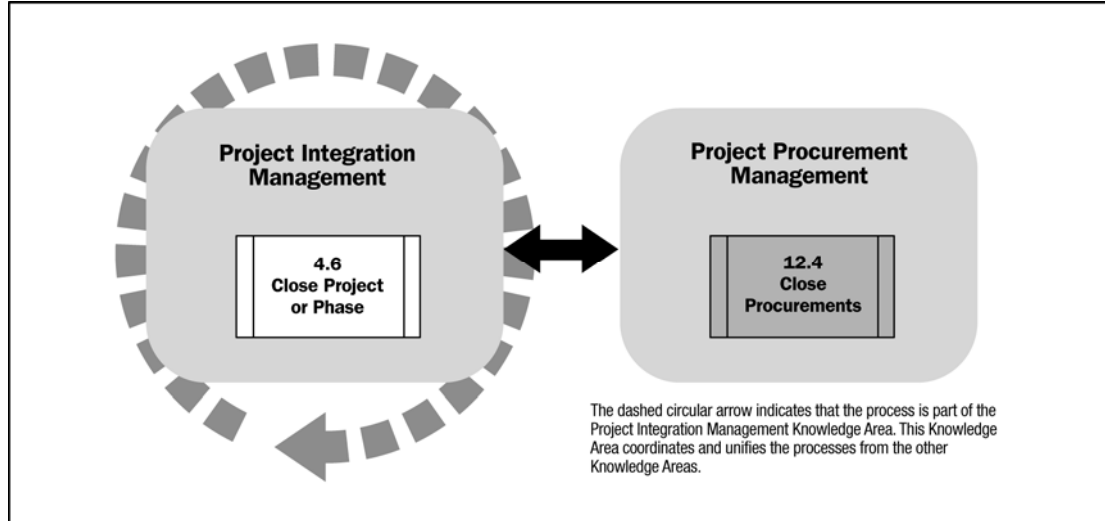 Project Integration
Management
4.6
Close Project
or Phase
Project Procurement
Management
12.4
Close
Procurements
The dashed circular arrow indicates that the process is part of the
Project Integration Management Knowledge Area. This Knowledge
Area coordinates and unifies the processes from the other
Knowledge Areas.